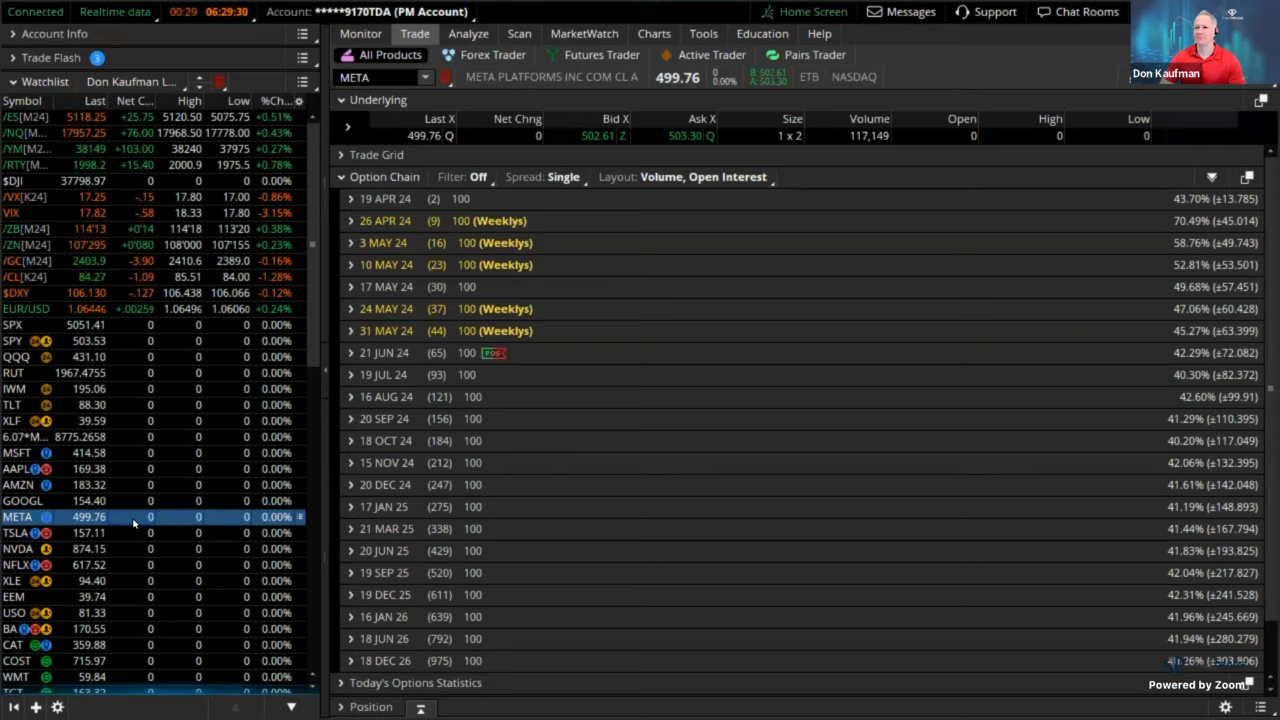 Connected Realtime data 00:29 06:29:30 Account: *****9170TDA (PM Account) Home Screen Messages Support Chat Rooms
Don Kaufman
Account Info
Trade Flash 3
Watchlist Don Kaufman L...
Symbol Last Net C... High Low %Ch...
/ES[M24] 5118.25 +25.75 5120.50 5075.75 +0.51%
/NQ[M... 17957.25 +76.00 17968.50 17778.00 +0.43%
/YM[M2... 38149 +103.00 38240 37975 +0.27%
/RTY[M... 1998.2 +15.40 2000.9 1975.5 +0.78%
$DJI 37798.97 0 0 0 0.00%
/VX[K24] 17.25 -.15 17.80 17.00 -0.86%
VIX 17.82 -.58 18.33 17.80 -3.15%
/ZB[M24] 114'13 +0'14 114'18 113'20 +0.38%
/ZN[M24] 107'295 +0'080 108'000 107'155 +0.23%
/GC[M24] 2403.9 -3.90 2410.6 2389.0 -0.16%
/CL[K24] 84.27 -1.09 85.51 84.00 -1.28%
$DXY 106.130 -.127 106.438 106.066 -0.12%
EUR/USD 1.06446 +.00259 1.06496 1.06060 +0.24%
SPX 5051.41 0 0 0 0.00%
SPY 503.53 0 0 0 0.00%
QQQ 431.10 0 0 0 0.00%
RUT 1967.4755 0 0 0 0.00%
IWM 195.06 0 0 0 0.00%
TLT 88.30 0 0 0 0.00%
XLF 39.59 0 0 0 0.00%
6.07*M... 8775.2658 0 0 0 0.00%
MSFT 414.58 0 0 0 0.00%
AAPL 169.38 0 0 0 0.00%
AMZN 183.32 0 0 0 0.00%
GOOGL 154.40 0 0 0 0.00%
META 499.76 0 0 0 0.00%
TSLA 157.11 0 0 0 0.00%
NVDA 874.15 0 0 0 0.00%
NFLX 617.52 0 0 0 0.00%
XLE 94.40 0 0 0 0.00%
EEM 39.74 0 0 0 0.00%
USO 81.33 0 0 0 0.00%
BA 170.55 0 0 0 0.00%
CAT 359.88 0 0 0 0.00%
COST 715.97 0 0 0 0.00%
WMT 59.84 0 0 0 0.00%
TGT 163.32 0 0 0 0.00%
Monitor Trade Analyze Scan MarketWatch Charts Tools Education Help
All Products Forex Trader Futures Trader Active Trader Pairs Trader
META META PLATFORMS INC COM CL A 499.76 0 0.00% B: 502.61 A: 503.30 ETB NASDAQ
Underlying
Last X Net Chng Bid X Ask X Size Volume Open High Low
499.76 Q 0 502.61 Z 503.30 Q 1 x 2 117,149 0 0 0
Trade Grid
Option Chain Filter: Off Spread: Single Layout: Volume, Open Interest
19 APR 24 (2) 100 43.70% (±13.785)
26 APR 24 (9) 100 (Weeklys) 70.49% (±45.014)
3 MAY 24 (16) 100 (Weeklys) 58.76% (±49.743)
10 MAY 24 (23) 100 (Weeklys) 52.81% (±53.501)
17 MAY 24 (30) 100 49.68% (±57.451)
24 MAY 24 (37) 100 (Weeklys) 47.06% (±60.428)
31 MAY 24 (44) 100 (Weeklys) 45.27% (±63.399)
21 JUN 24 (65) 100 POS 42.29% (±72.082)
19 JUL 24 (93) 100 40.30% (±82.372)
16 AUG 24 (121) 100 42.60% (±99.91)
20 SEP 24 (156) 100 41.29% (±110.395)
18 OCT 24 (184) 100 40.20% (±117.049)
15 NOV 24 (212) 100 42.06% (±132.395)
20 DEC 24 (247) 100 41.61% (±142.048)
17 JAN 25 (275) 100 41.19% (±148.893)
21 MAR 25 (338) 100 41.44% (±167.794)
20 JUN 25 (429) 100 41.83% (±193.825)
19 SEP 25 (520) 100 42.04% (±217.827)
19 DEC 25 (611) 100 42.31% (±241.528)
16 JAN 26 (639) 100 41.96% (±245.669)
18 JUN 26 (792) 100 41.94% (±280.279)
18 DEC 26 (975) 100
Today's Options Statistics
Powered by Zoom
Position